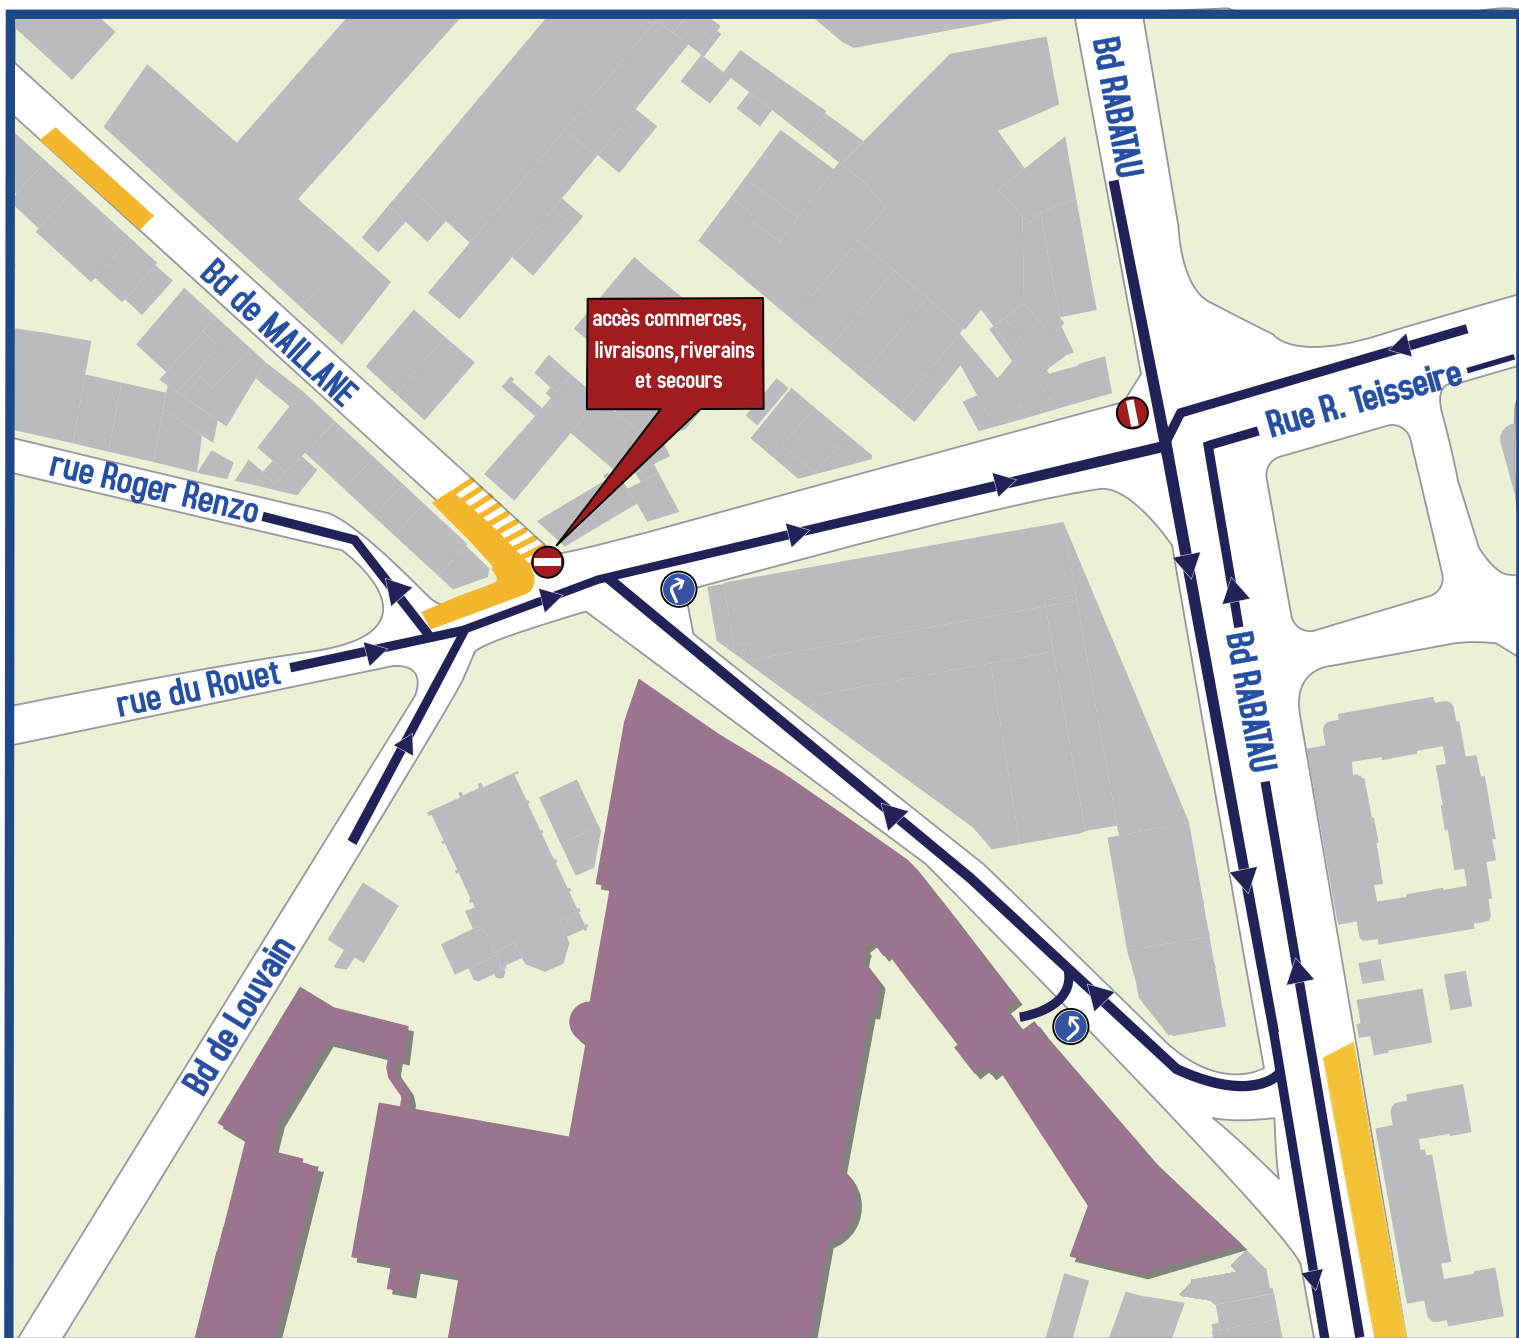 Bd RABATAU
Bd de MAILLANE
accès commerces,
livraisons, riverains
et secours
Rue R. Teisseire
rue Roger Renzo
rue du Rouet
Bd RABATAU
Bd de Louvain